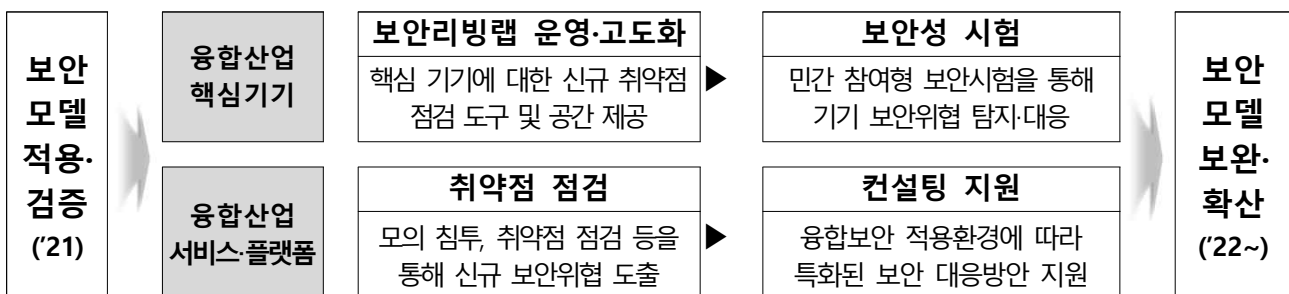 보안
모델
적용·
검증
('21)
융합산업
핵심기기
보안리빙랩 운영·고도화
핵심 기기에 대한 신규 취약점
점검 도구 및 공간 제공
▶
보안성 시험
민간 참여형 보안시험을 통해
기기 보안위협 탐지·대응
융합산업
서비스·플랫폼
취약점 점검
모의 침투, 취약점 점검 등을
통해 신규 보안위협 도출
▶
컨설팅 지원
융합보안 적용환경에 따라
특화된 보안 대응방안 지원
보안
모델
보완·
확산
('22~)